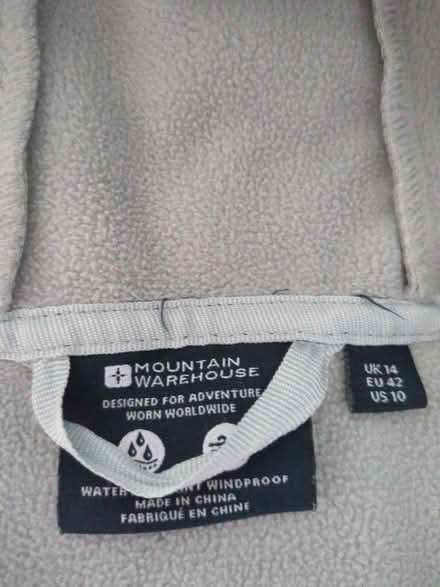 MOUNTAIN
WAREHOUSE
DESIGNED FOR ADVENTURE
WORN WORLDWIDE
WATER WINDPROOF
MADE IN CHINA
FABRIQUÉ EN CHINE
UK 14
EU 42
US 10